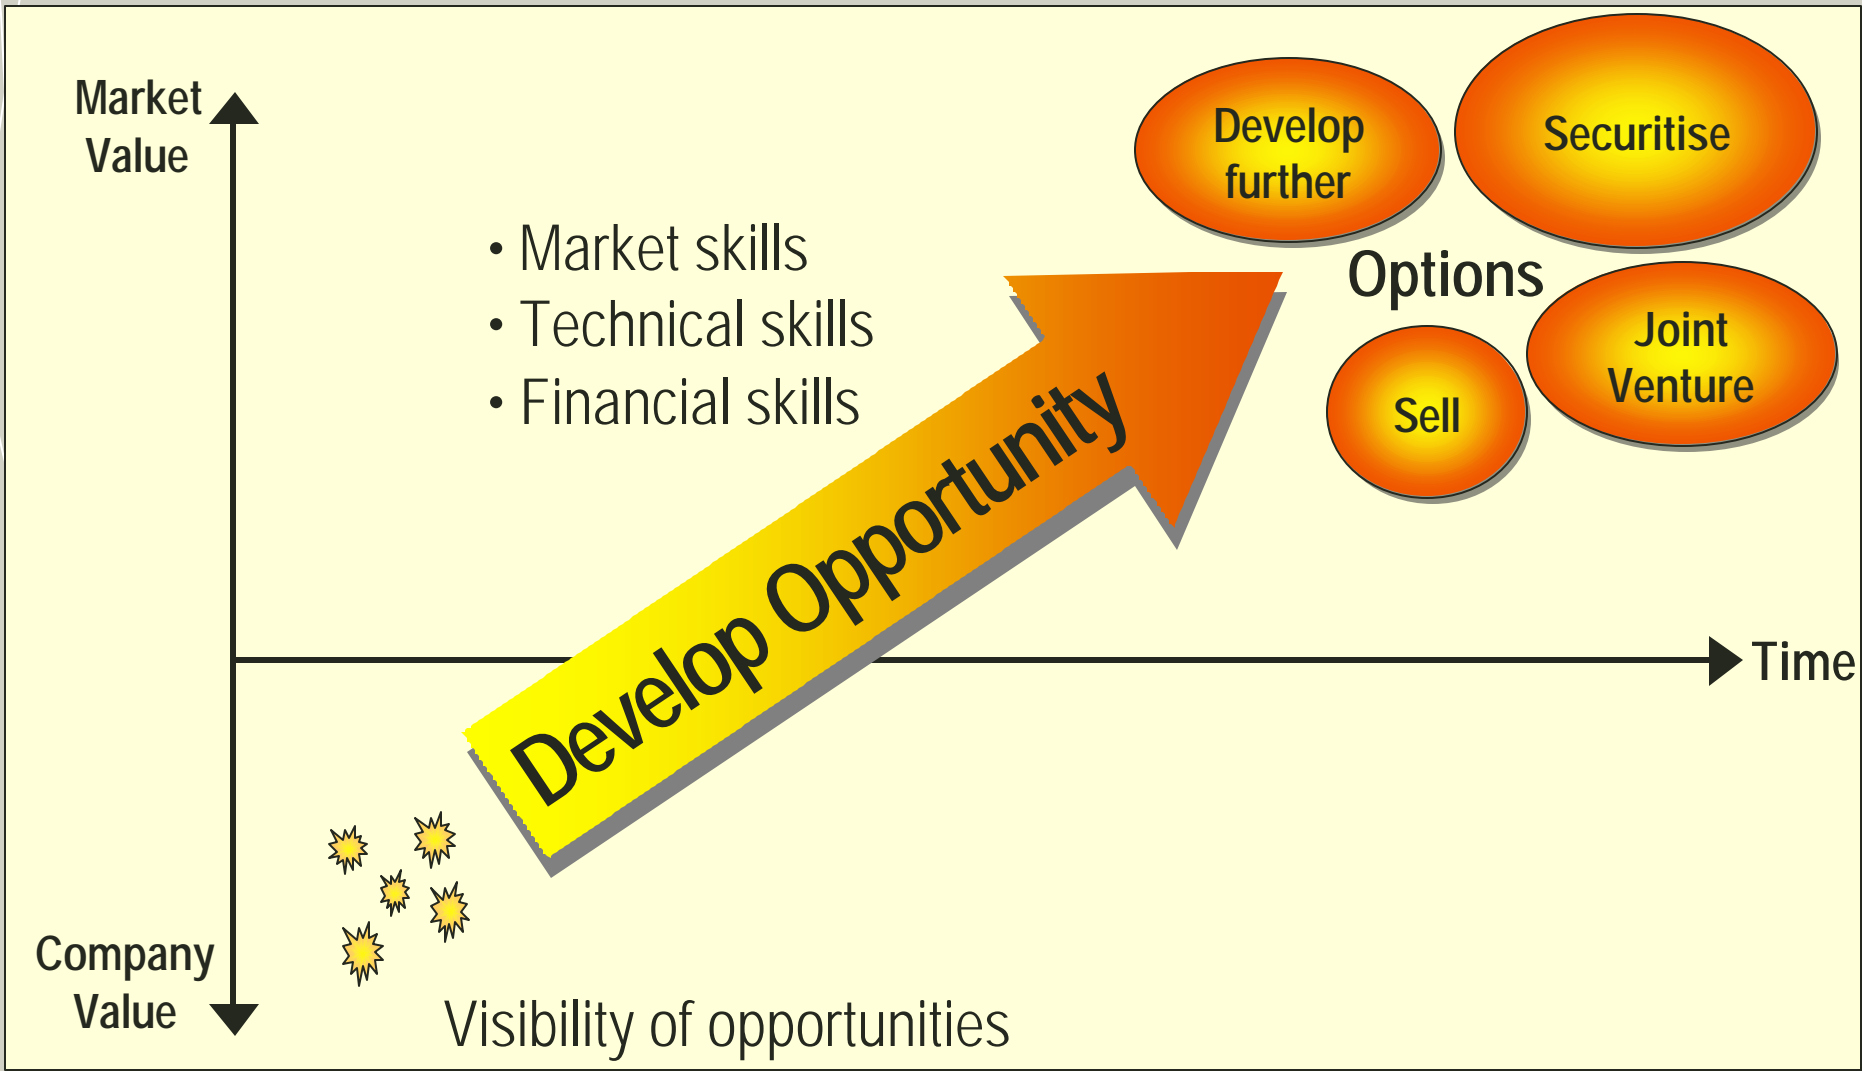 Market
Value
Develop
further
Securitise
• Market skills
• Technical skills
• Financial skills
Options
Joint
Venture
Sell
Develop Opportunity
Time
Company
Value
Visibility of opportunities